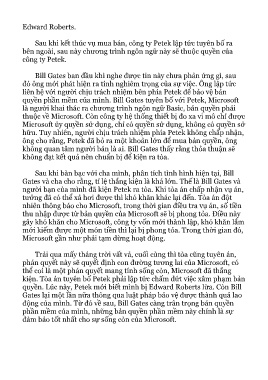 Edward Roberts.
Sau khi kết thúc vụ mua bán, công ty Petek lập tức tuyên bố ra
bên ngoài, sau này chương trình ngôn ngữ này sẽ thuộc quyền của
công ty Petek.
Bill Gates ban đầu khi nghe được tin này chưa phản ứng gì, sau
đó ông mới phát hiện ra tính nghiêm trọng của sự việc. Ông lập tức
liên hệ với người chịu trách nhiệm bên phía Petek để bảo vệ bản
quyền phần mềm của mình. Bill Gates tuyên bố với Petek, Microsoft
là người khai thác ra chương trình ngôn ngữ Basic, bản quyền phải
thuộc về Microsoft. Còn công ty hệ thống thiết bị đo xa vi mô chỉ được
Microsoft ủy quyền sử dụng, chỉ có quyền sử dụng, không có quyền sở
hữu. Tuy nhiên, người chịu trách nhiệm phía Petek không chấp nhận,
ông cho rằng, Petek đã bỏ ra một khoản lớn để mua bản quyền, ông
không quan tâm người bán là ai. Bill Gates thấy rằng thỏa thuận sẽ
không đạt kết quả nên chuẩn bị để kiện ra tòa.
Sau khi bàn bạc với cha mình, phân tích tình hình hiện tại, Bill
Gates và cha cho rằng, tỉ lệ thắng kiện là khá lớn. Thế là Bill Gates và
người bạn của mình đã kiện Petek ra tòa. Khi tòa án chấp nhận vụ án,
tưởng đã có thể xả hơi được thì khó khăn khác lại đến. Tòa án đột
nhiên thông báo cho Microsoft, trong thời gian điều tra vụ án, số tiền
thu nhập được từ bản quyền của Microsoft sẽ bị phong tỏa. Điều này
gây khó khăn cho Microsoft, công ty vốn mới thành lập, khó khăn lắm
mới kiếm được một món tiền thì lại bị phong tỏa. Trong thời gian đó,
Microsoft gần như phải tạm dừng hoạt động.
Trải qua mấy tháng trời vất vả, cuối cùng thì tòa cũng tuyên án,
phán quyết này sẽ quyết định con đường tương lai của Microsoft, có
thể coi là một phán quyết mang tính sống còn, Microsoft đã thắng
kiện. Tòa án tuyên bố Petek phải lập tức chấm dứt việc xâm phạm bản
quyền. Lúc này, Petek mới biết mình bị Edward Roberts lừa. Còn Bill
Gates lại một lần nữa thông qua luật pháp bảo vệ được thành quả lao
động của mình. Từ đó về sau, Bill Gates càng trân trọng bản quyền
phần mềm của mình, những bản quyền phần mềm này chính là sự
đảm bảo tốt nhất cho sự sống còn của Microsoft.